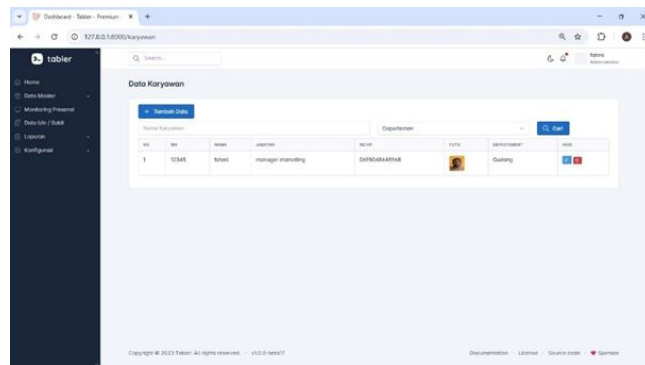 Dashboard - Tabler - Premium
127.0.0.1:8000/karyawan
tabler
Search...
fahmi
Home
Data Master
Monitoring Presensi
Data Izin / Sakit
Laporan
Konfigurasi
Data Karyawan
+ Tambah Data
Nama Karyawan
Departemen
Cari
NO NIK NAMA JABATAN NO HP FOTO DEPARTEMENT AKSI
1 12345 fahmi manager marketing Gudang
Copyright © 2023 Tabler. All rights reserved.
Documentation License Source code Sponsor